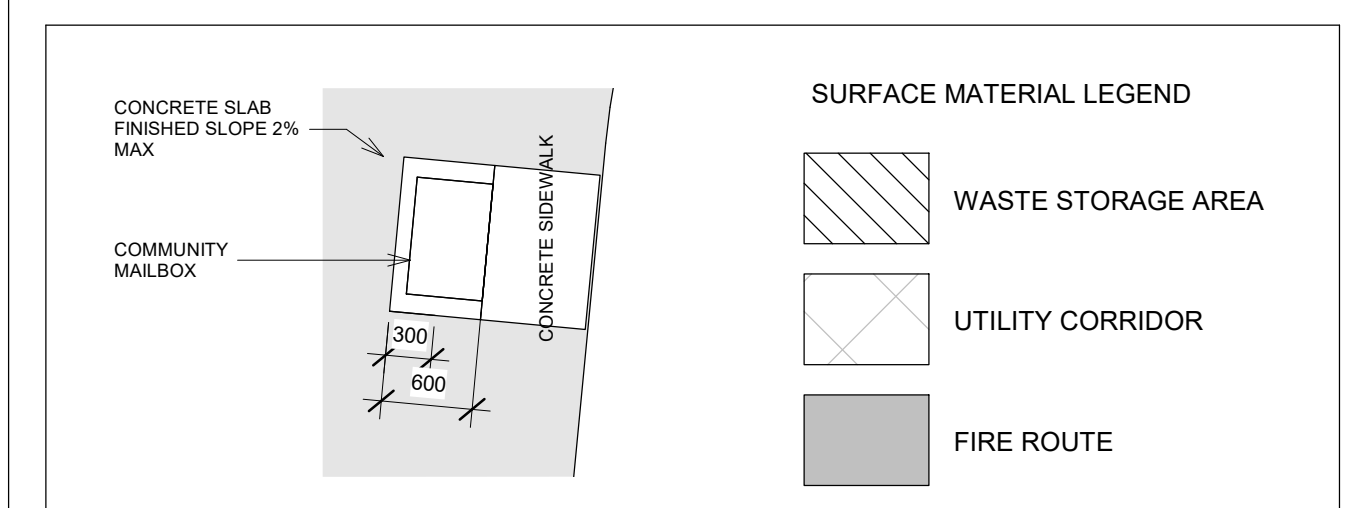 CONCRETE SLAB
FINISHED SLOPE 2%
MAX
COMMUNITY
MAILBOX
CONCRETE SIDEWALK
300
600
SURFACE MATERIAL LEGEND
WASTE STORAGE AREA
UTILITY CORRIDOR
FIRE ROUTE